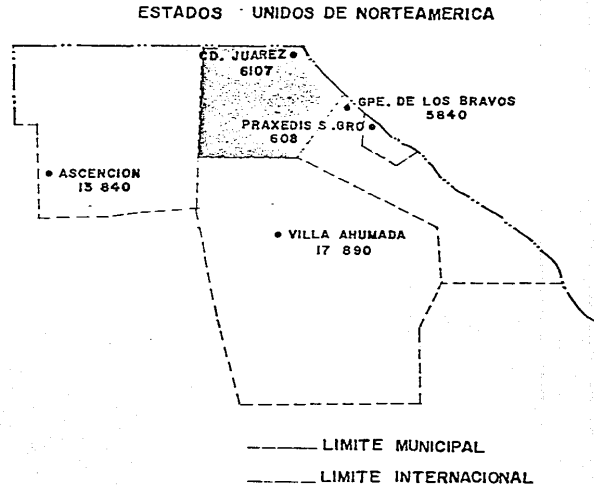 ESTADOS UNIDOS DE NORTEAMERICA
CD. JUAREZ
6107
GPE. DE LOS BRAVOS
5840
PRAXEDIS S. GRO
608
ASCENCION
13 840
VILLA AHUMADA
17 890
LIMITE MUNICIPAL
LIMITE INTERNACIONAL